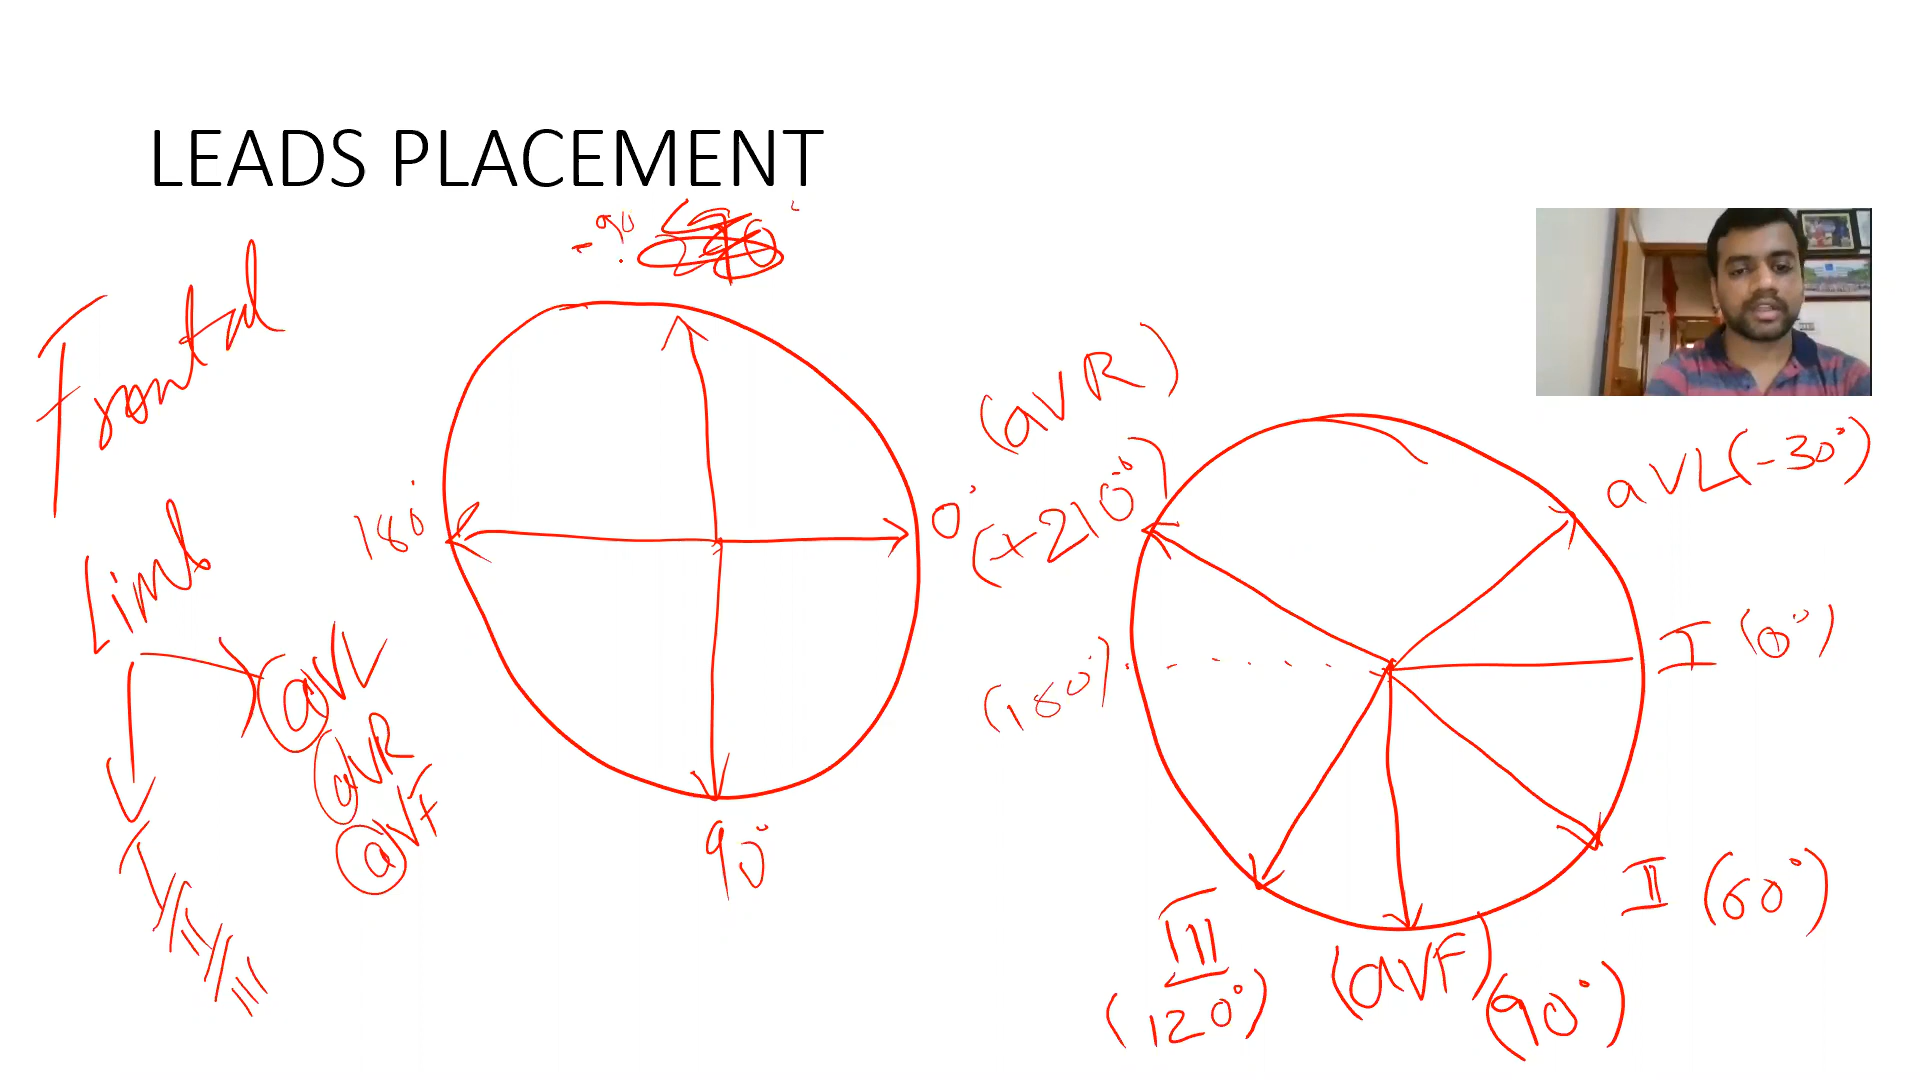 LEADS PLACEMENT
-90
Frontal
180°
0°
90°
Limb
aVL
aVR
aVF
I//II//III
(aVR)
(+210°)
aVL(-30°)
I (0°)
(180°)
II (60°)
III
(120°)
(aVF)
(90°)